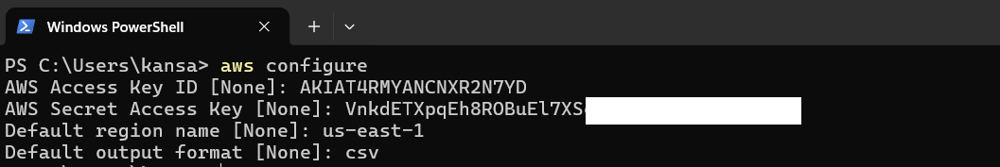 Windows PowerShell
PS C:\Users\kansa> aws configure
AWS Access Key ID [None]: AKIAT4RMYANCNXR2N7YD
AWS Secret Access Key [None]: VnkdETXpqEh8ROBuEl7XS
Default region name [None]: us-east-1
Default output format [None]: csv